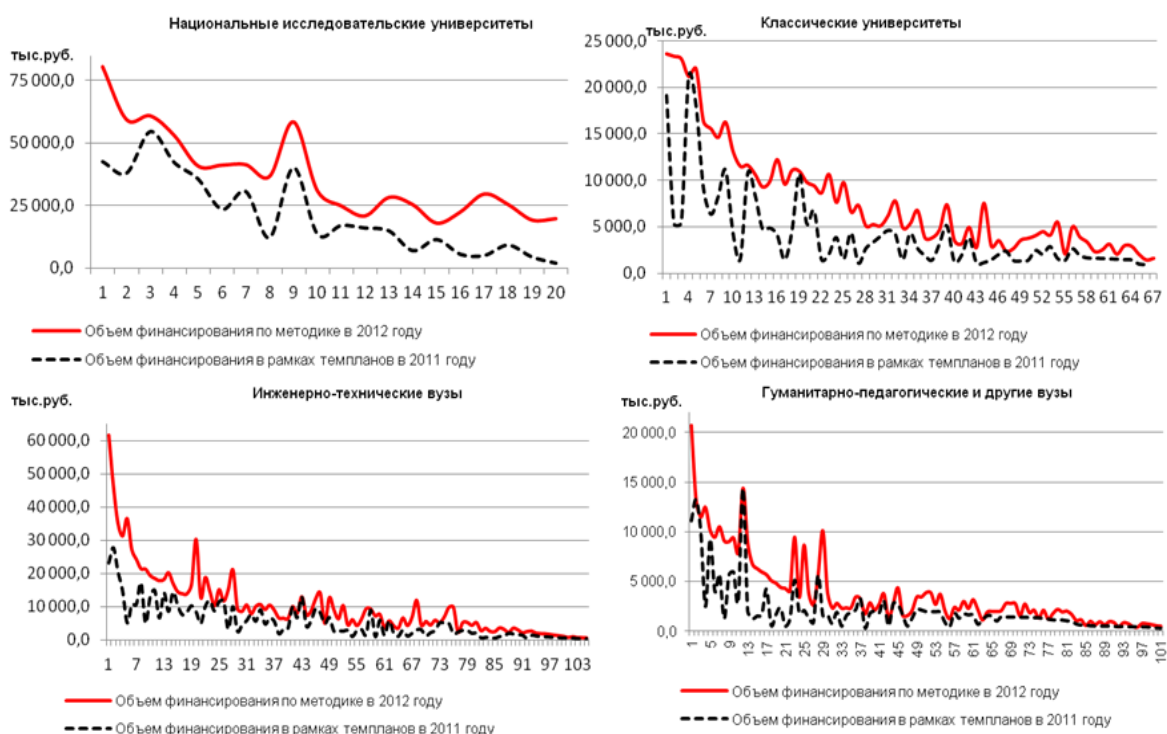 Национальные исследовательские университеты
тыс.руб.
75 000,0
50 000,0
25 000,0
0,0
1 2 3 4 5 6 7 8 9 10 11 12 13 14 15 16 17 18 19 20
Объем финансирования по методике в 2012 году
Объем финансирования в рамках темпланов в 2011 году
Классические университеты
тыс.руб.
25 000,0
20 000,0
15 000,0
10 000,0
5 000,0
0,0
1 4 7 10 13 16 19 22 25 28 31 34 37 40 43 46 49 52 55 58 61 64 67
Объем финансирования по методике в 2012 году
Объем финансирования в рамках темпланов в 2011 году
Инженерно-технические вузы
тыс.руб.
60 000,0
50 000,0
40 000,0
30 000,0
20 000,0
10 000,0
0,0
1 7 13 19 25 31 37 43 49 55 61 67 73 79 85 91 97 103
Объем финансирования по методике в 2012 году
Объем финансирования в рамках темпланов в 2011 году
Гуманитарно-педагогические и другие вузы
тыс.руб.
20 000,0
15 000,0
10 000,0
5 000,0
0,0
1 5 9 13 17 21 25 29 33 37 41 45 49 53 57 61 65 69 73 77 81 85 89 93 97 101
Объем финансирования по методике в 2012 году
Объем финансирования в рамках темпланов в 2011 году